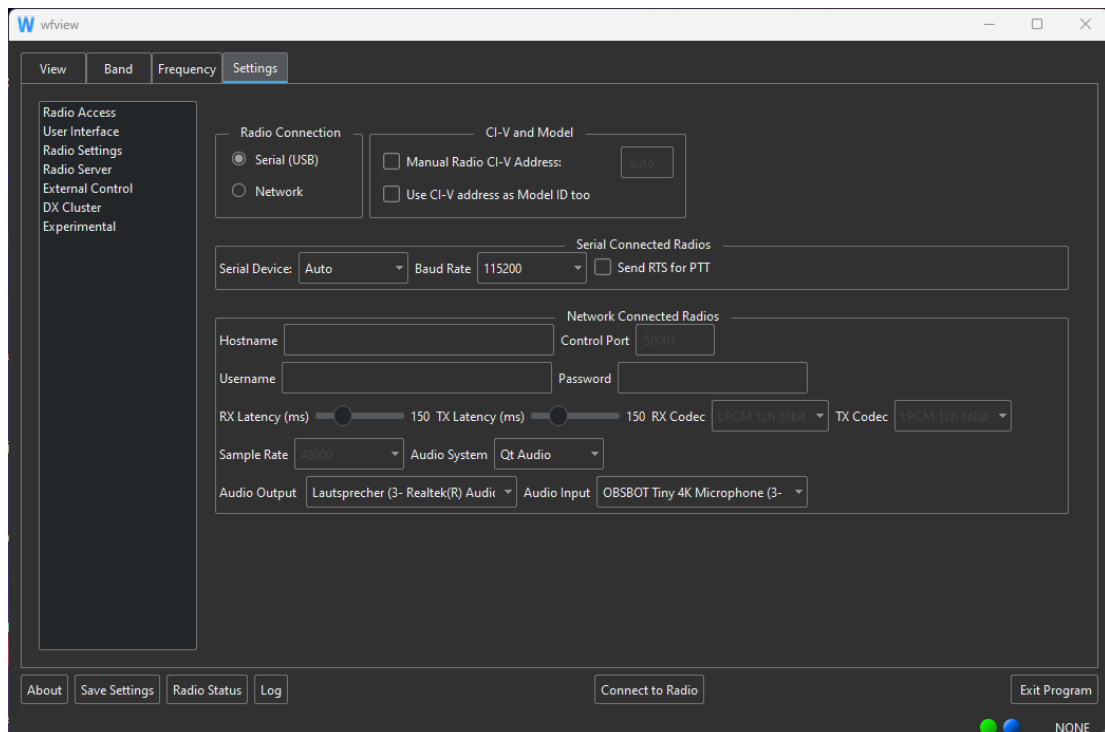 wfview
View Band Frequency Settings
Radio Access
User Interface
Radio Settings
Radio Server
External Control
DX Cluster
Experimental
Radio Connection
Serial (USB)
Network
CI-V and Model
Manual Radio CI-V Address: auto
Use CI-V address as Model ID too
Serial Connected Radios
Serial Device: Auto Baud Rate 115200 Send RTS for PTT
Network Connected Radios
Hostname Control Port 50001
Username Password
RX Latency (ms) 150 TX Latency (ms) 150 RX Codec LPCM 1ch 16bit TX Codec LPCM 1ch 16bit
Sample Rate 48000 Audio System Qt Audio
Audio Output Lautsprecher (3- Realtek(R) Audic Audio Input OBSBOT Tiny 4K Microphone (3-
About Save Settings Radio Status Log Connect to Radio Exit Program
NONE